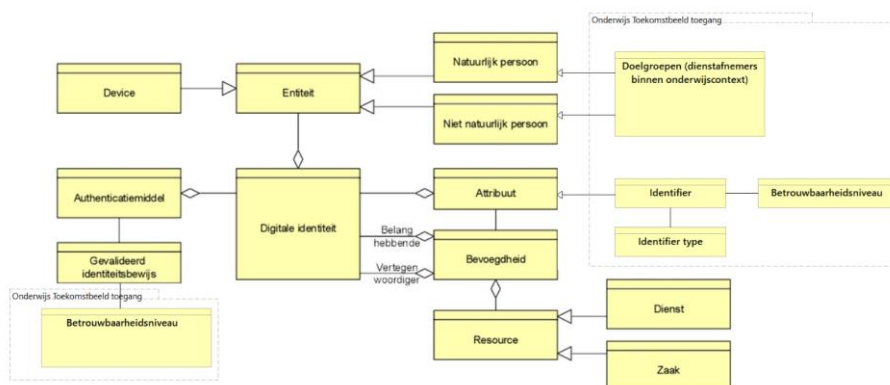 Onderwijs Toekomstbeeld toegang
Natuurlijk persoon
Doelgroepen (dienstafnemers
binnen onderwijscontext)
Device
Entiteit
Niet natuurlijk persoon
Authenticatiemiddel
Digitale identiteit
Attribuut
Identifier
Betrouwbaarheidsniveau
Belang
hebbende
Identifier type
Gevalideerd
identiteitsbewijs
Bevoegdheid
Vertegen
woordiger
Onderwijs Toekomstbeeld toegang
Betrouwbaarheidsniveau
Dienst
Resource
Zaak